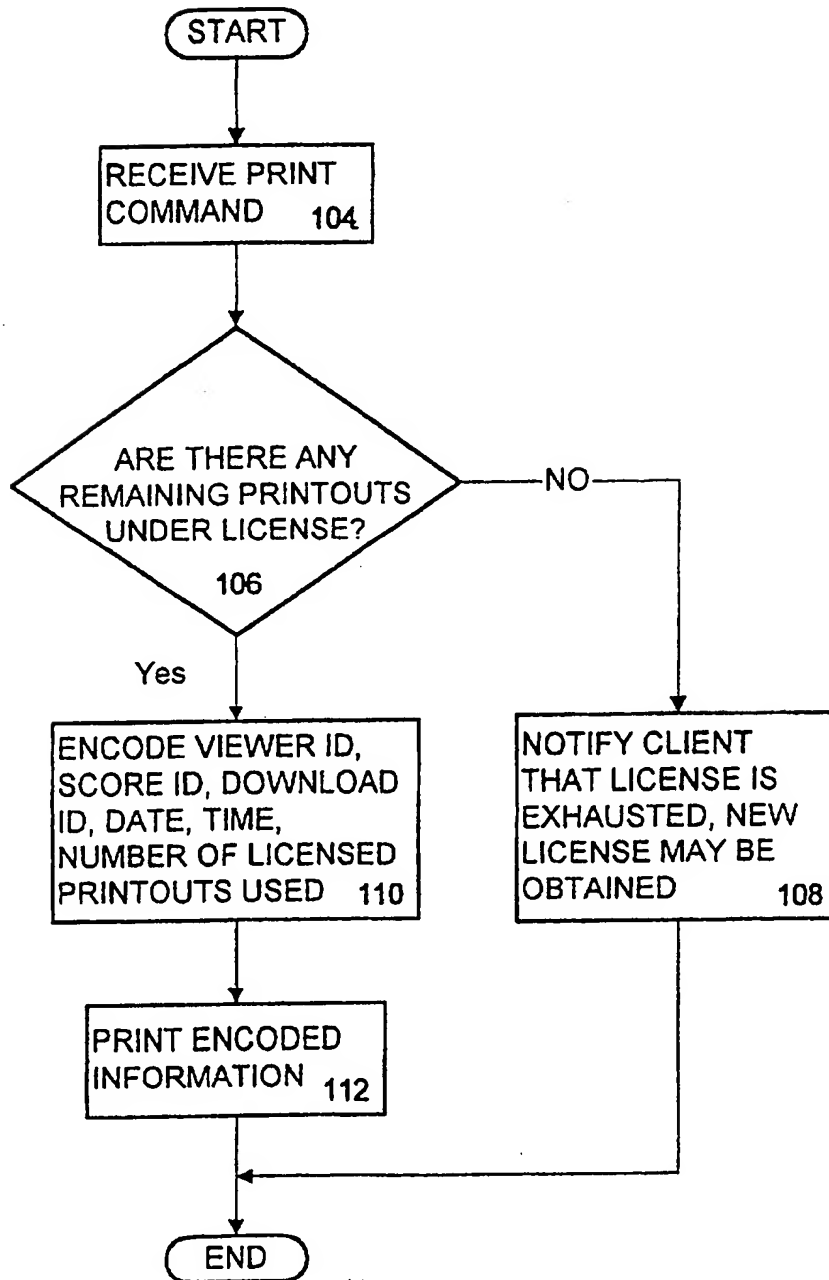 START
RECEIVE PRINT
COMMAND 104
ARE THERE ANY
REMAINING PRINTOUTS
UNDER LICENSE?
106
NO
Yes
ENCODE VIEWER ID,
SCORE ID, DOWNLOAD
ID, DATE, TIME,
NUMBER OF LICENSED
PRINTOUTS USED 110
NOTIFY CLIENT
THAT LICENSE IS
EXHAUSTED, NEW
LICENSE MAY BE
OBTAINED 108
PRINT ENCODED
INFORMATION 112
END